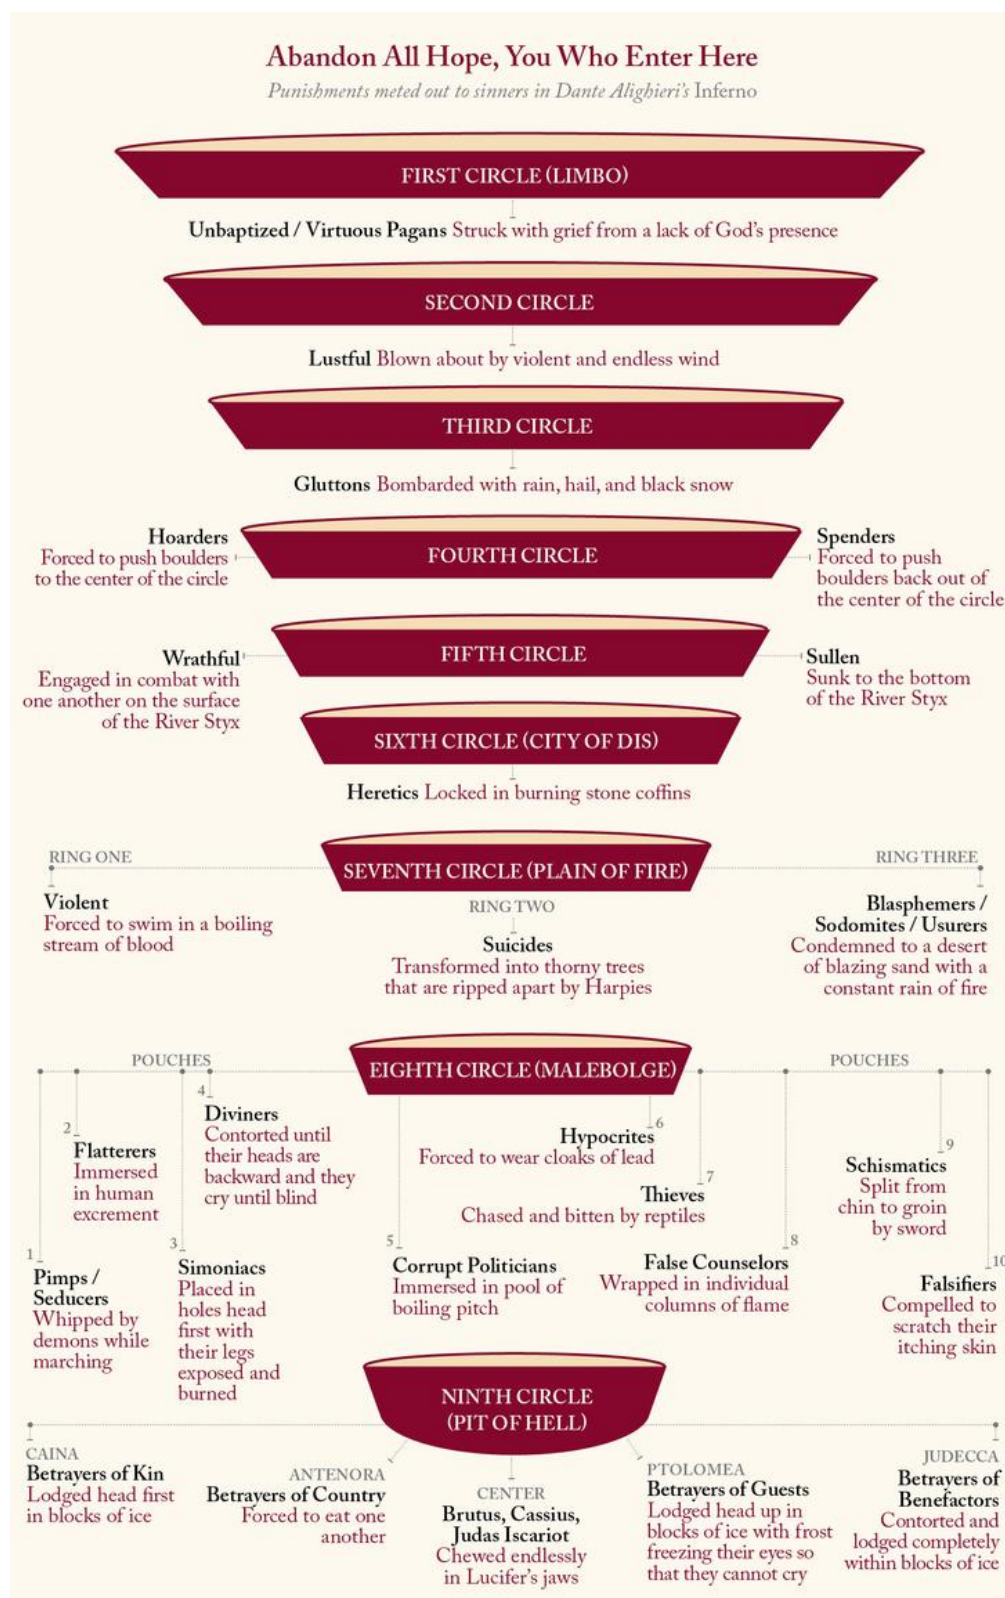 Abandon All Hope, You Who Enter Here
Punishments meted out to sinners in Dante Alighieri's Inferno
FIRST CIRCLE (LIMBO)
Unbaptized / Virtuous Pagans Struck with grief from a lack of God's presence
SECOND CIRCLE
Lustful Blown about by violent and endless wind
THIRD CIRCLE
Gluttons Bombarded with rain, hail, and black snow
FOURTH CIRCLE
Hoarders
Forced to push boulders
to the center of the circle
Spenders
Forced to push
boulders back out of
the center of the circle
FIFTH CIRCLE
Wrathful
Engaged in combat with
one another on the surface
of the River Styx
Sullen
Sunk to the bottom
of the River Styx
SIXTH CIRCLE (CITY OF DIS)
Heretics Locked in burning stone coffins
SEVENTH CIRCLE (PLAIN OF FIRE)
RING ONE
Violent
Forced to swim in a boiling
stream of blood
RING TWO
Suicides
Transformed into thorny trees
that are ripped apart by Harpies
RING THREE
Blasphemers /
Sodomites / Usurers
Condemned to a desert
of blazing sand with a
constant rain of fire
EIGHTH CIRCLE (MALEBOLGE)
POUCHES
POUCHES
1
Pimps /
Seducers
Whipped by
demons while
marching
2
Flatterers
Immersed
in human
excrement
3
Simoniacs
Placed in
holes head
first with
their legs
exposed and
burned
4
Diviners
Contorted until
their heads are
backward and they
cry until blind
5
Corrupt Politicians
Immersed in pool of
boiling pitch
6
Hypocrites
Forced to wear cloaks of lead
7
Thieves
Chased and bitten by reptiles
8
False Counselors
Wrapped in individual
columns of flame
9
Schismatics
Split from
chin to groin
by sword
10
Falsifiers
Compelled to
scratch their
itching skin
NINTH CIRCLE
(PIT OF HELL)
CAINA
Betrayers of Kin
Lodged head first
in blocks of ice
ANTENORA
Betrayers of Country
Forced to eat one
another
CENTER
Brutus, Cassius,
Judas Iscariot
Chewed endlessly
in Lucifer's jaws
PTOLOMEA
Betrayers of Guests
Lodged head up in
blocks of ice with frost
freezing their eyes so
that they cannot cry
JUDECCA
Betrayers of
Benefactors
Contorted and
lodged completely
within blocks of ice